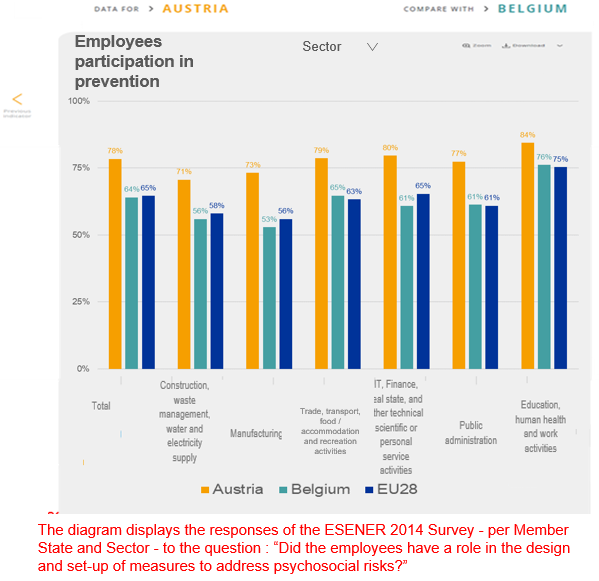 DATA FOR > AUSTRIA
COMPARE WITH > BELGIUM
Employees
participation in
prevention
Sector
Zoom
Download
<
Previous
indicator
100%
75%
50%
25%
0%
78%
64%
65%
71%
56%
58%
73%
53%
56%
79%
65%
63%
80%
61%
65%
77%
61%
61%
84%
76%
75%
Total
Construction,
waste
management,
water and
electricity
supply
Manufacturing
Trade, transport,
food /
accommodation
and recreation
activities
IT, Finance,
eal state, and
ther technical
scientific or
personal
service
activities
Public
administration
Education,
human health
and work
activities
Austria Belgium EU28
The diagram displays the responses of the ESENER 2014 Survey - per Member
State and Sector - to the question : “Did the employees have a role in the design
and set-up of measures to address psychosocial risks?”